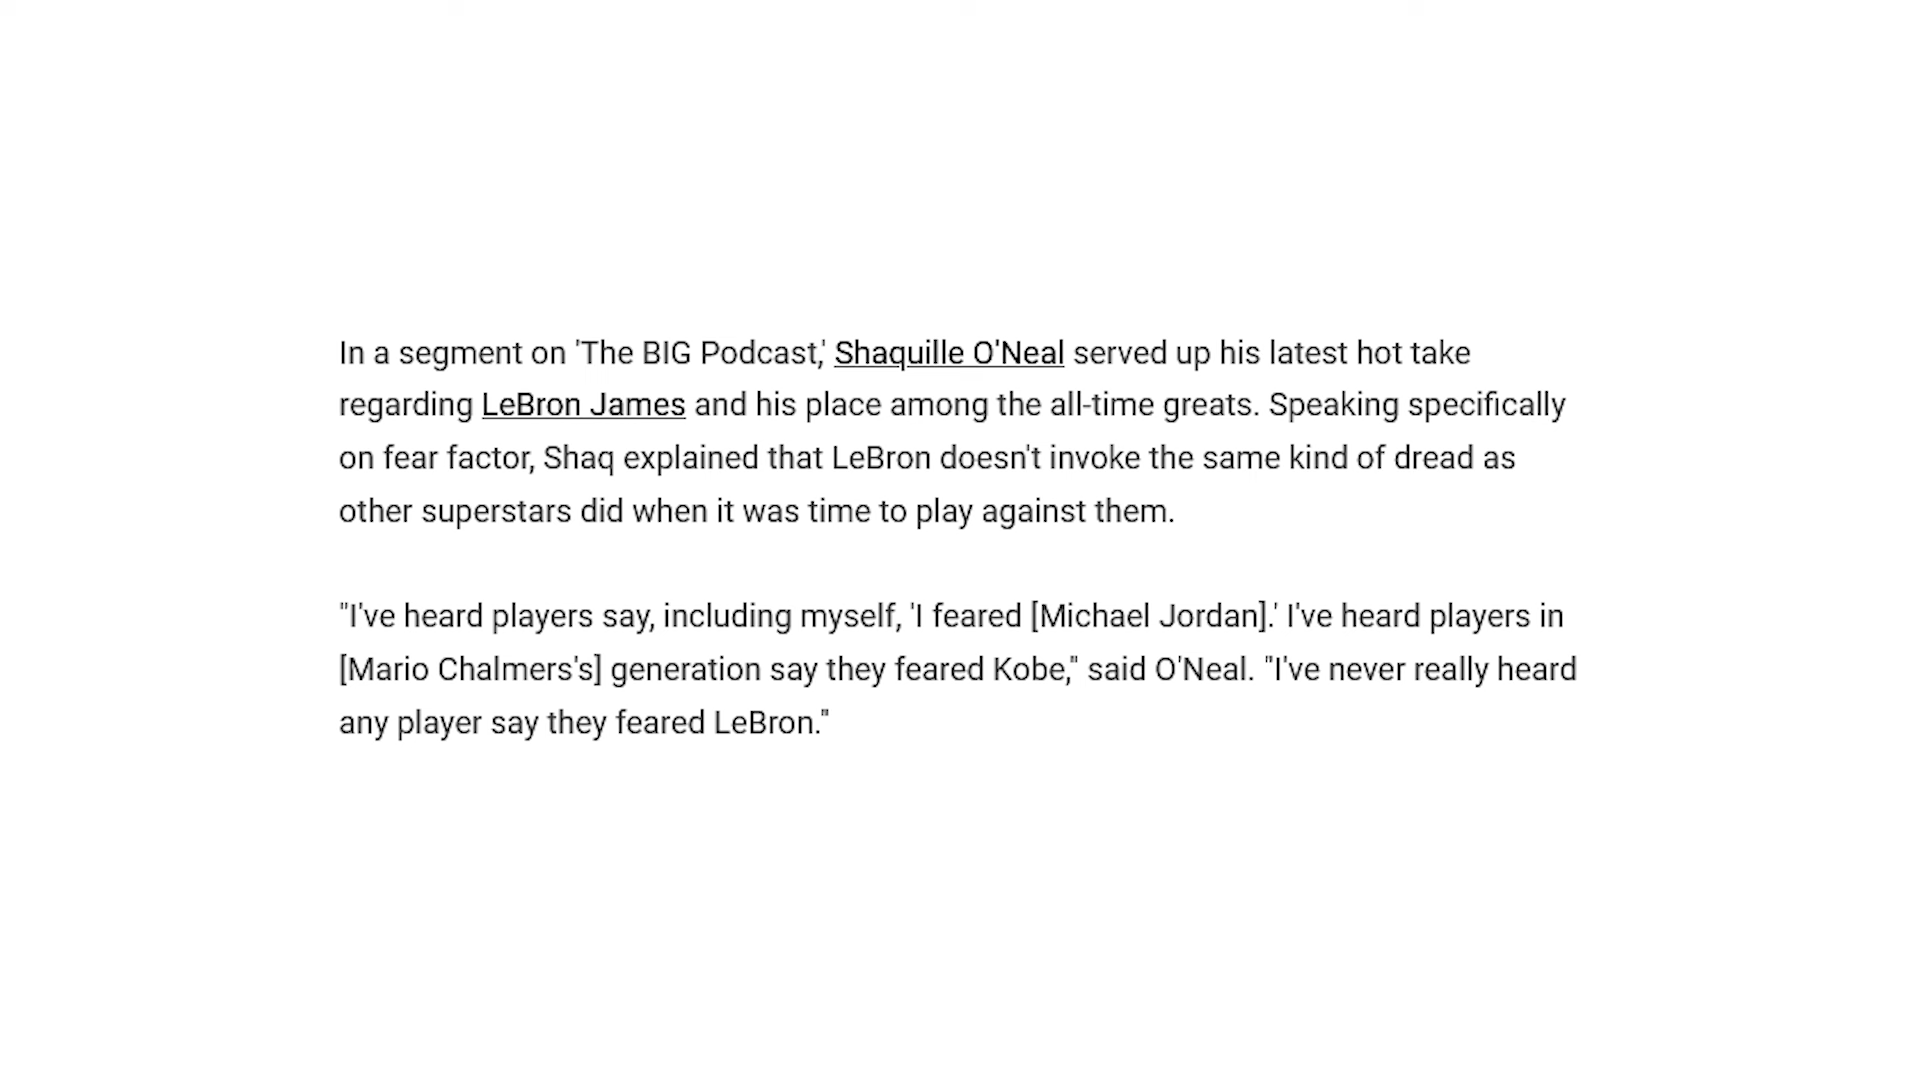 In a segment on 'The BIG Podcast,' Shaquille O'Neal served up his latest hot take
regarding LeBron James and his place among the all-time greats. Speaking specifically
on fear factor, Shaq explained that LeBron doesn't invoke the same kind of dread as
other superstars did when it was time to play against them.
"I've heard players say, including myself, 'I feared [Michael Jordan].' I've heard players in
[Mario Chalmers's] generation say they feared Kobe," said O'Neal. "I've never really heard
any player say they feared LeBron."